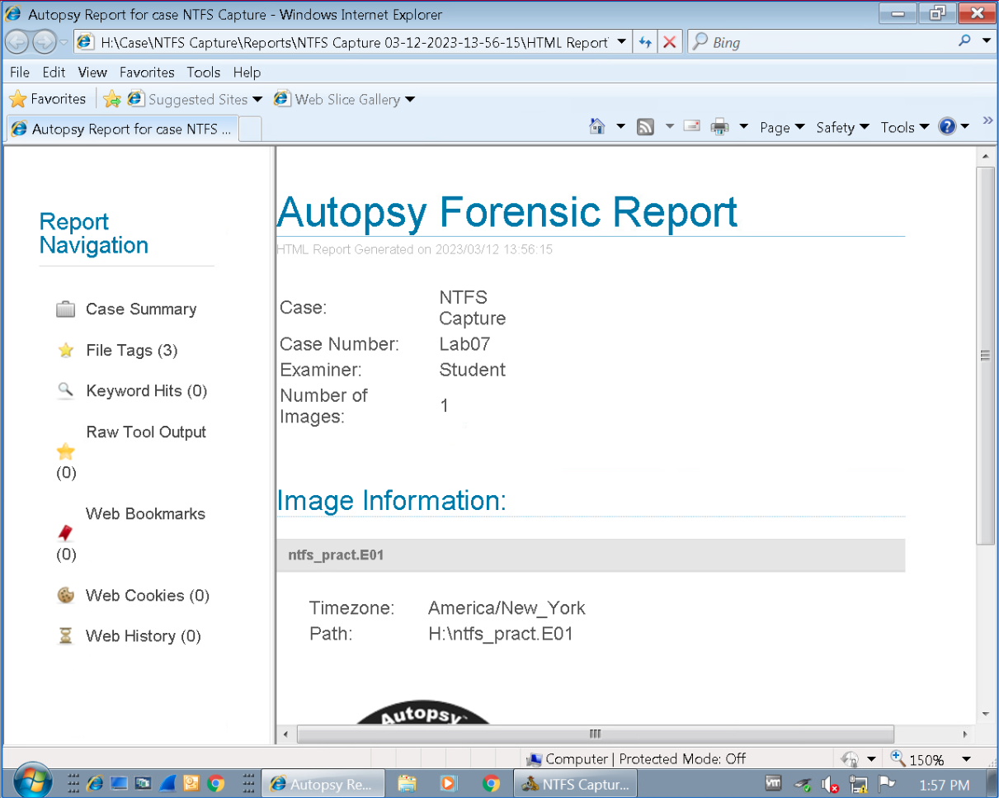 Autopsy Report for case NTFS Capture - Windows Internet Explorer
H:\Case\NTFS Capture\Reports\NTFS Capture 03-12-2023-13-56-15\HTML Report\
Bing
File Edit View Favorites Tools Help
Favorites Suggested Sites Web Slice Gallery
Autopsy Report for case NTFS ...
Page Safety Tools
Report
Navigation
Case Summary
File Tags (3)
Keyword Hits (0)
Raw Tool Output
(0)
Web Bookmarks
(0)
Web Cookies (0)
Web History (0)
Autopsy Forensic Report
HTML Report Generated on 2023/03/12 13:56:15
Case: NTFS
Capture
Case Number: Lab07
Examiner: Student
Number of
Images: 1
Image Information:
ntfs_pract.E01
Timezone: America/New_York
Path: H:\ntfs_pract.E01
Autopsy™
Computer | Protected Mode: Off
150%
Autopsy Re...
NTFS Captur...
1:57 PM